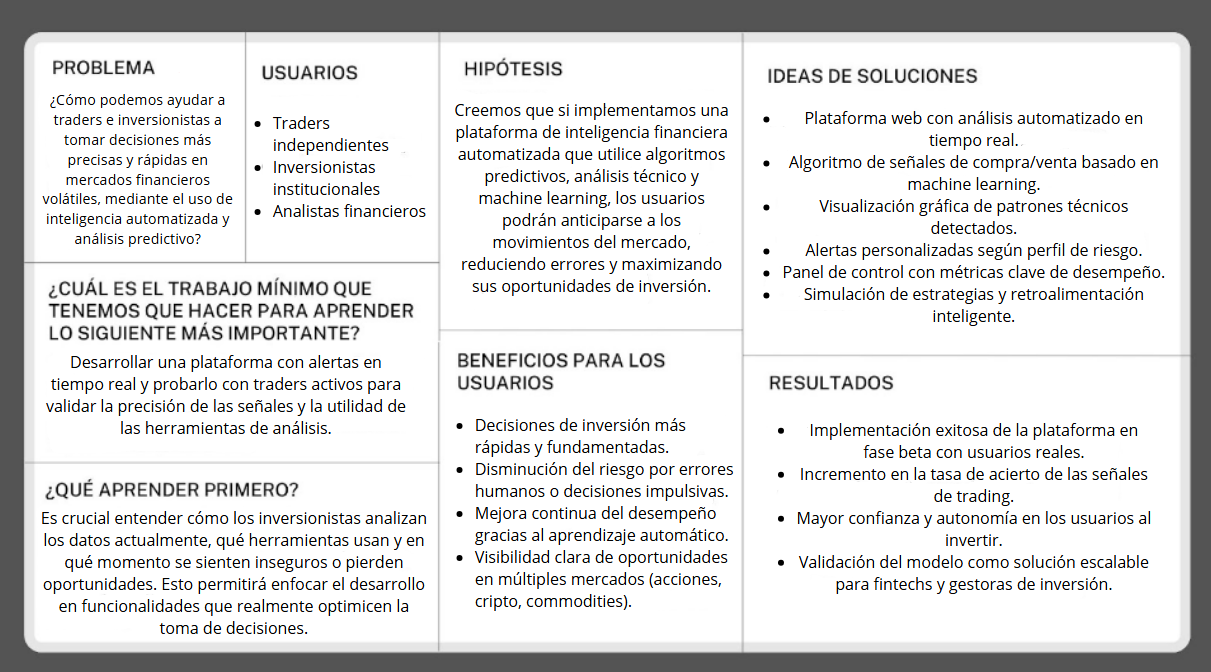 PROBLEMA
¿Cómo podemos ayudar a
traders e inversionistas a
tomar decisiones más
precisas y rápidas en
mercados financieros
volátiles, mediante el uso de
inteligencia automatizada y
análisis predictivo?
USUARIOS
• Traders
independientes
• Inversionistas
institucionales
• Analistas financieros
¿CUÁL ES EL TRABAJO MÍNIMO QUE
TENEMOS QUE HACER PARA APRENDER
LO SIGUIENTE MÁS IMPORTANTE?
Desarrollar una plataforma con alertas en
tiempo real y probarlo con traders activos para
validar la precisión de las señales y la utilidad de
las herramientas de análisis.
¿QUÉ APRENDER PRIMERO?
Es crucial entender cómo los inversionistas analizan
los datos actualmente, qué herramientas usan y en
qué momento se sienten inseguros o pierden
oportunidades. Esto permitirá enfocar el desarrollo
en funcionalidades que realmente optimicen la
toma de decisiones.
HIPÓTESIS
Creemos que si implementamos una
plataforma de inteligencia financiera
automatizada que utilice algoritmos
predictivos, análisis técnico y
machine learning, los usuarios
podrán anticiparse a los
movimientos del mercado,
reduciendo errores y maximizando
sus oportunidades de inversión.
BENEFICIOS PARA LOS
USUARIOS
• Decisiones de inversión más
rápidas y fundamentadas.
• Disminución del riesgo por errores
humanos o decisiones impulsivas.
• Mejora continua del desempeño
gracias al aprendizaje automático.
• Visibilidad clara de oportunidades
en múltiples mercados (acciones,
cripto, commodities).
IDEAS DE SOLUCIONES
• Plataforma web con análisis automatizado en
tiempo real.
• Algoritmo de señales de compra/venta basado en
machine learning.
• Visualización gráfica de patrones técnicos
detectados.
• Alertas personalizadas según perfil de riesgo.
• Panel de control con métricas clave de desempeño.
• Simulación de estrategias y retroalimentación
inteligente.
RESULTADOS
• Implementación exitosa de la plataforma en
fase beta con usuarios reales.
• Incremento en la tasa de acierto de las señales
de trading.
• Mayor confianza y autonomía en los usuarios al
invertir.
• Validación del modelo como solución escalable
para fintechs y gestoras de inversión.